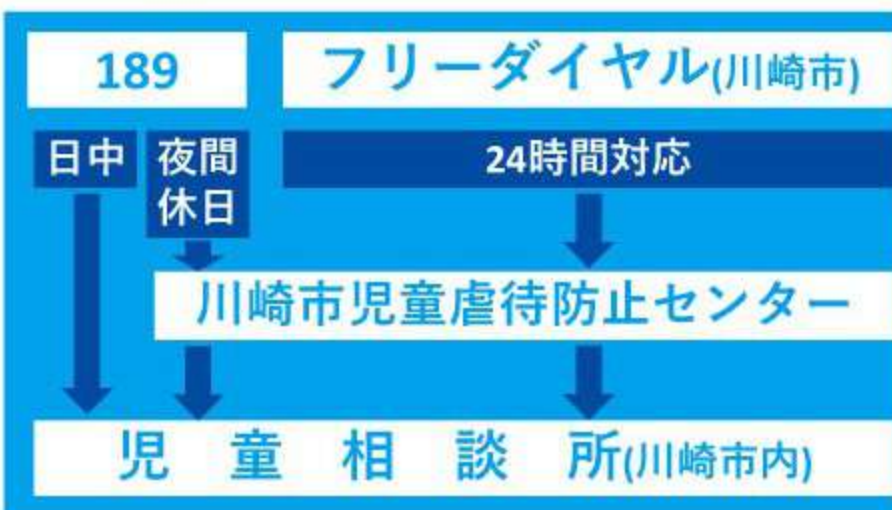 189
フリーダイヤル(川崎市)
日中
夜間
休日
24時間対応
川崎市児童虐待防止センター
児童相談所(川崎市内)